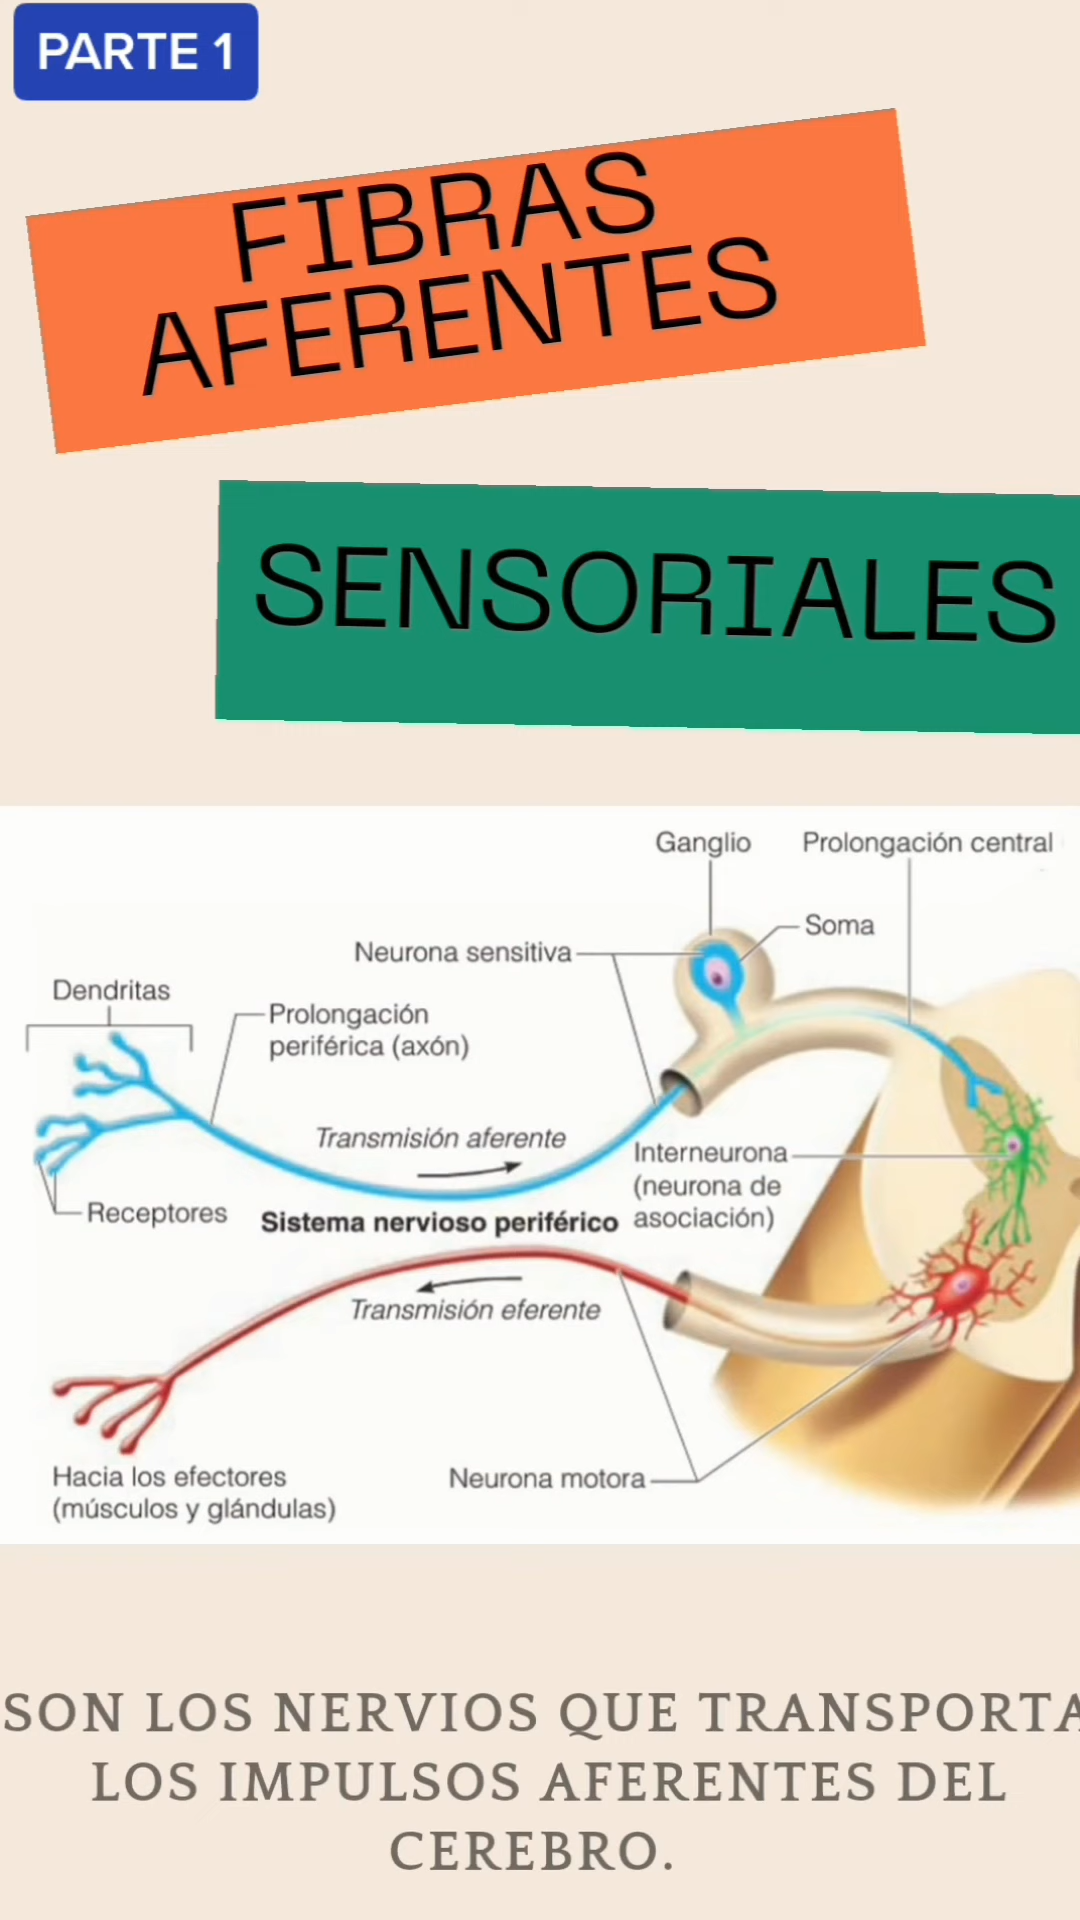 PARTE 1
FIBRAS
AFERENTES
SENSORIALES
Ganglio
Prolongación central
Soma
Neurona sensitiva
Dendritas
Prolongación
periférica (axón)
Transmisión aferente
Interneurona
(neurona de
asociación)
Receptores
Sistema nervioso periférico
Transmisión eferente
Hacia los efectores
(músculos y glándulas)
Neurona motora
SON LOS NERVIOS QUE TRANSPORTA
LOS IMPULSOS AFERENTES DEL
CEREBRO.